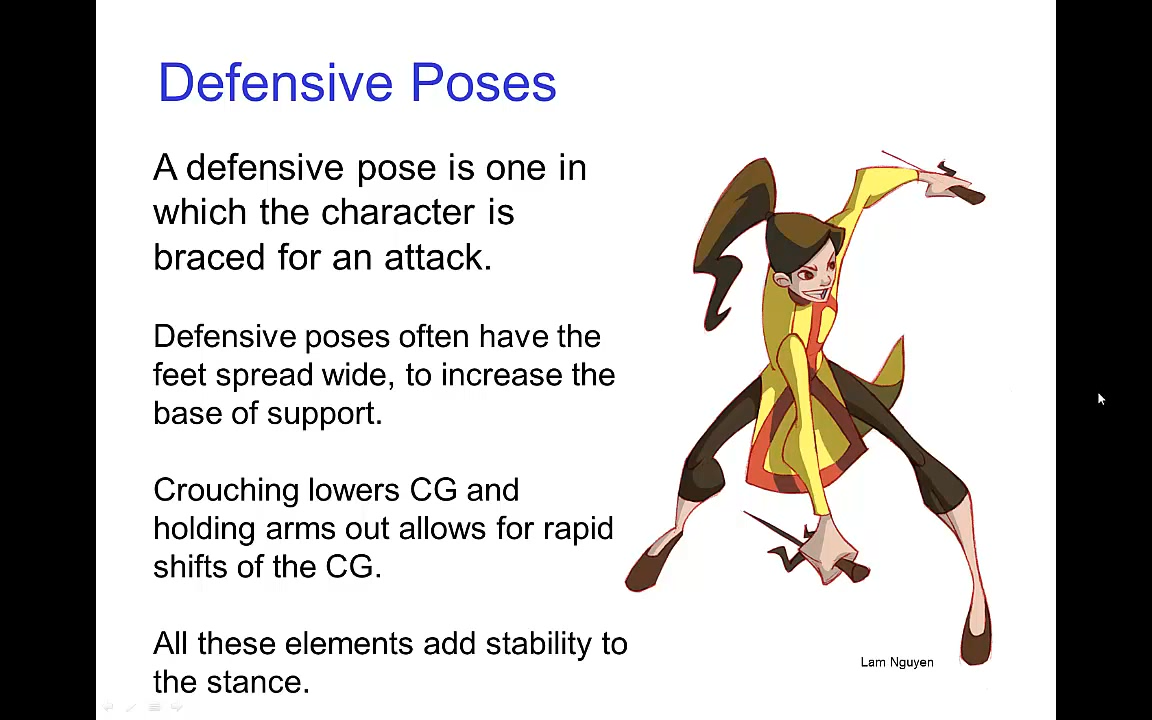 Defensive Poses
A defensive pose is one in
which the character is
braced for an attack.
Defensive poses often have the
feet spread wide, to increase the
base of support.
Crouching lowers CG and
holding arms out allows for rapid
shifts of the CG.
All these elements add stability to
the stance.
Lam Nguyen